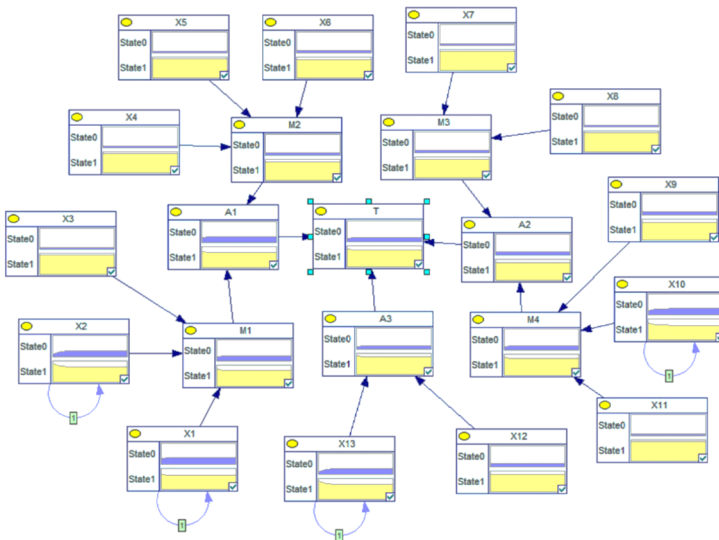 X5
State0
State1
X6
State0
State1
X7
State0
State1
X4
State0
State1
M2
State0
State1
M3
State0
State1
X8
State0
State1
X3
State0
State1
A1
State0
State1
T
State0
State1
A2
State0
State1
X9
State0
State1
X2
State0
State1
1
M1
State0
State1
A3
State0
State1
M4
State0
State1
X10
State0
State1
1
X1
State0
State1
1
X13
State0
State1
1
X12
State0
State1
X11
State0
State1